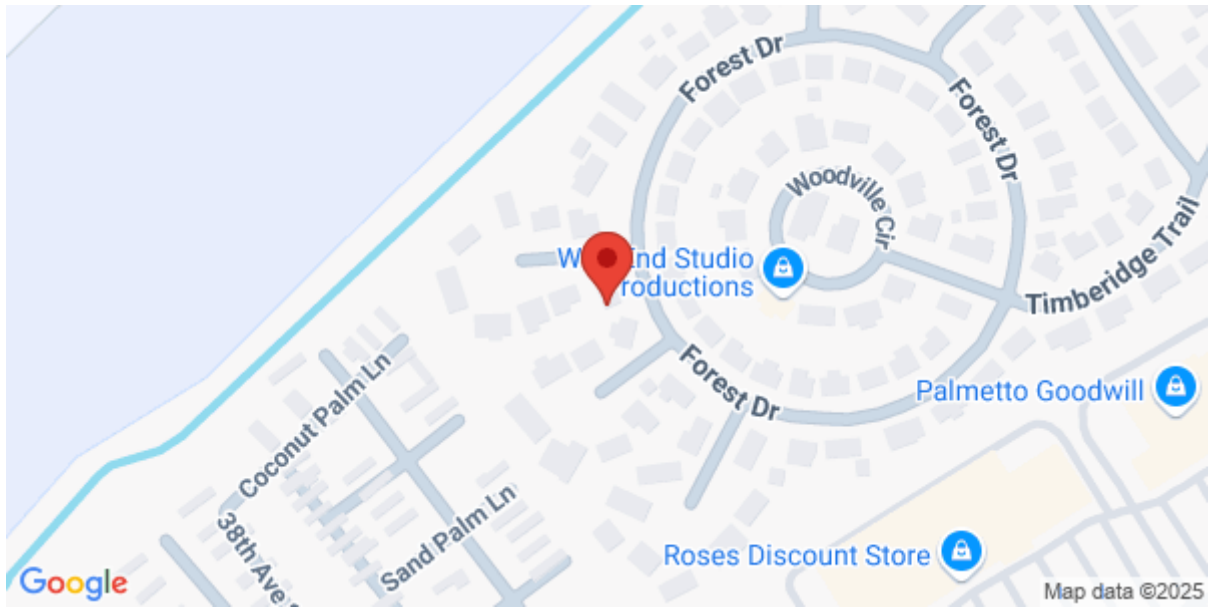 Forest Dr
Forest Dr
Woodville Cir
End Studio
Timberidge Trail
Forest Dr
Palmetto Goodwill
Coconut Palm Ln
Sand Palm Ln
38th Ave
Roses Discount Store
Google
Map data ©2025